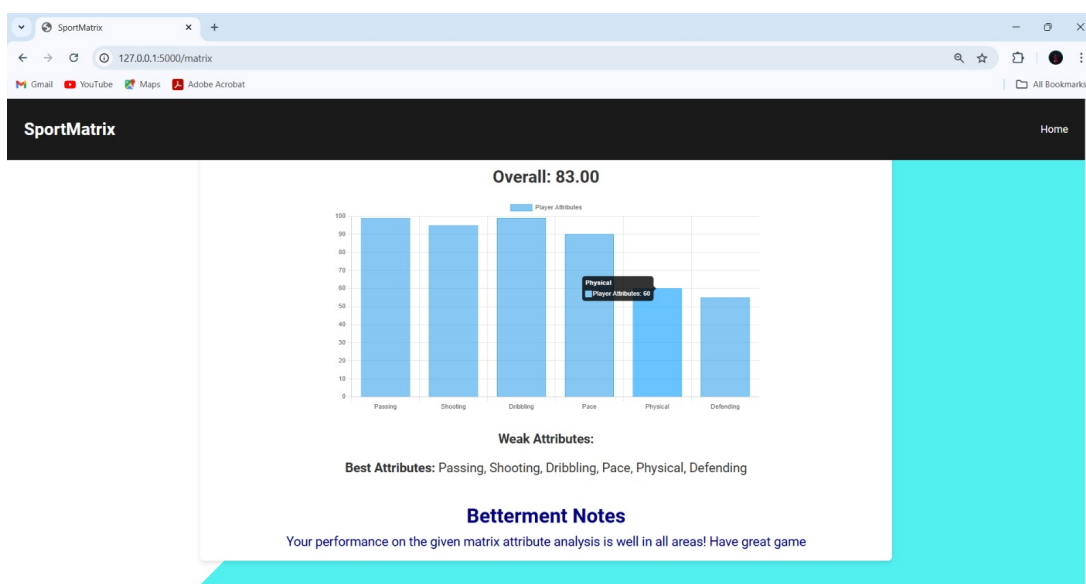 SportMatrix
127.0.0.1:5000/matrix
Gmail YouTube Maps Adobe Acrobat All Bookmarks
SportMatrix Home
Overall: 83.00
Player Attributes
100
90
80
70
60
50
40
30
20
10
0
Physical
Player Attributes: 60
Passing Shooting Dribbling Pace Physical Defending
Weak Attributes:
Best Attributes: Passing, Shooting, Dribbling, Pace, Physical, Defending
Betterment Notes
Your performance on the given matrix attribute analysis is well in all areas! Have great game